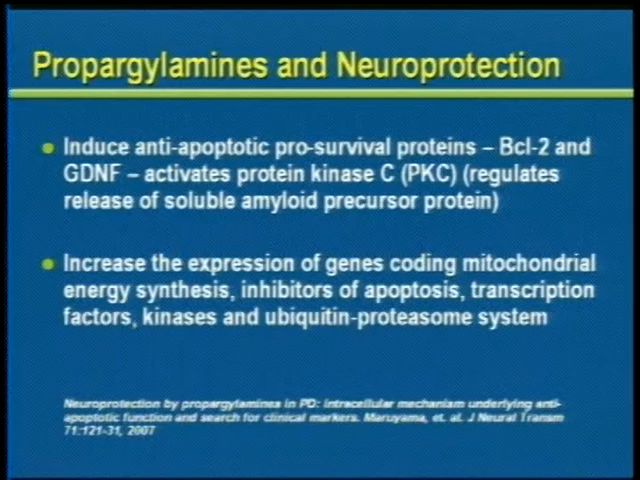 Propargylamines and Neuroprotection
Induce anti-apoptotic pro-survival proteins – Bcl-2 and
GDNF – activates protein kinase C (PKC) (regulates
release of soluble amyloid precursor protein)
Increase the expression of genes coding mitochondrial
energy synthesis, inhibitors of apoptosis, transcription
factors, kinases and ubiquitin-proteasome system
Neuroprotection by propargylamines in PD: intracellular mechanism underlying anti-
apoptotic function and search for clinical markers. Maruyama, et. al. J Neural Transm
71:121-31, 2007